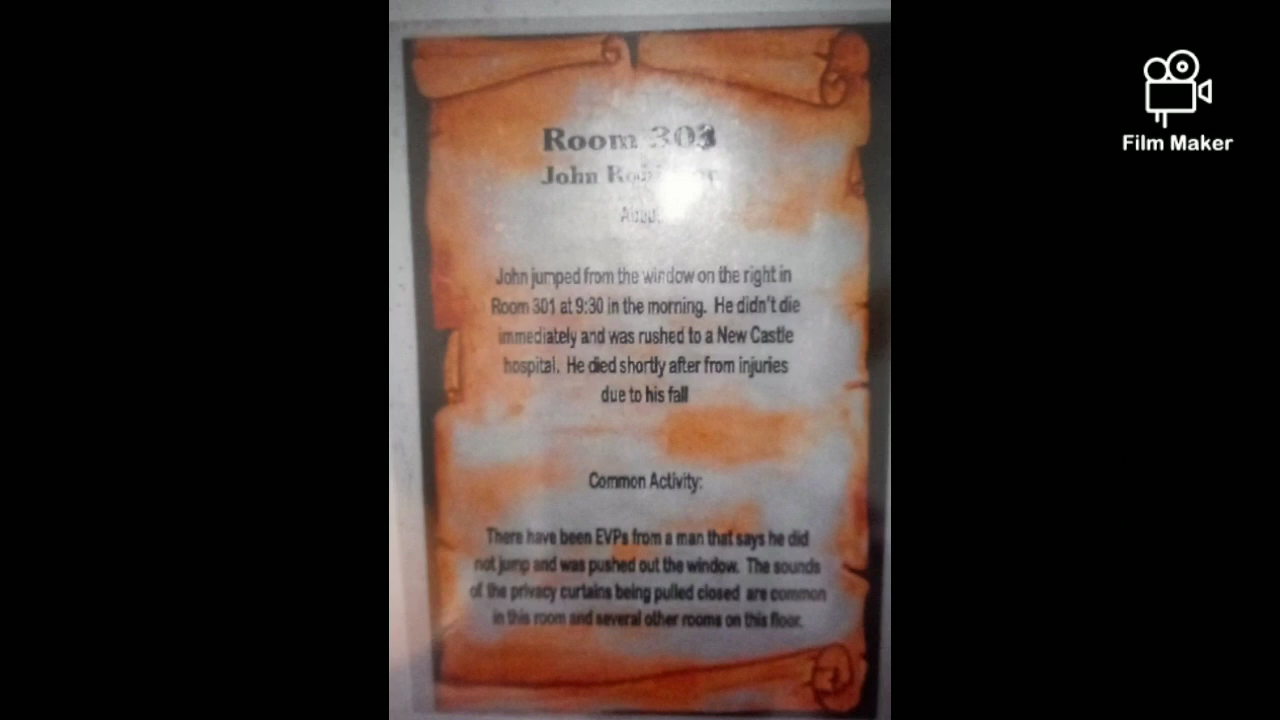 Room 303
John
John jumped from the window on the right in
Room 301 at 9:30 in the morning. He didn't die
immediately and was rushed to a New Castle
hospital. He died shortly after from injuries
due to his fall
Common Activity:
There have been EVPs from a man that says he did
not jump and was pushed out the window. The sounds
of the privacy curtains being pulled closed are common
in this room and several other rooms on this floor.
Film Maker